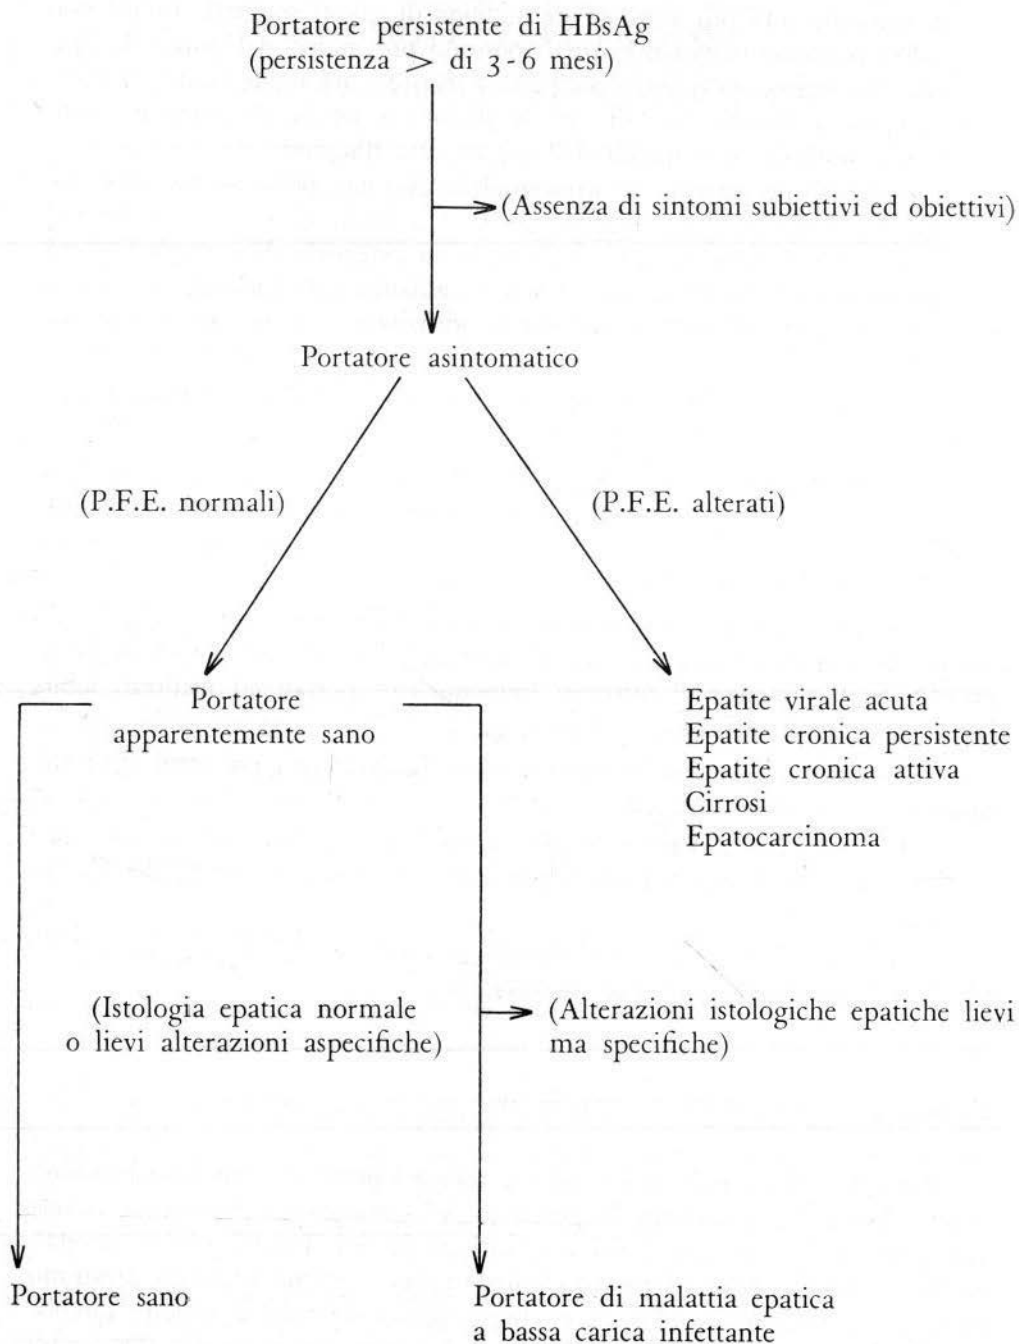 Portatore persistente di HBsAg
(persistenza > di 3-6 mesi)
(Assenza di sintomi subiettivi ed obiettivi)
Portatore asintomatico
(P.F.E. normali)
(P.F.E. alterati)
Portatore
apparentemente sano
Epatite virale acuta
Epatite cronica persistente
Epatite cronica attiva
Cirrosi
Epatocarcinoma
(Istologia epatica normale
o lievi alterazioni aspecifiche)
(Alterazioni istologiche epatiche lievi
ma specifiche)
Portatore sano
Portatore di malattia epatica
a bassa carica infettante